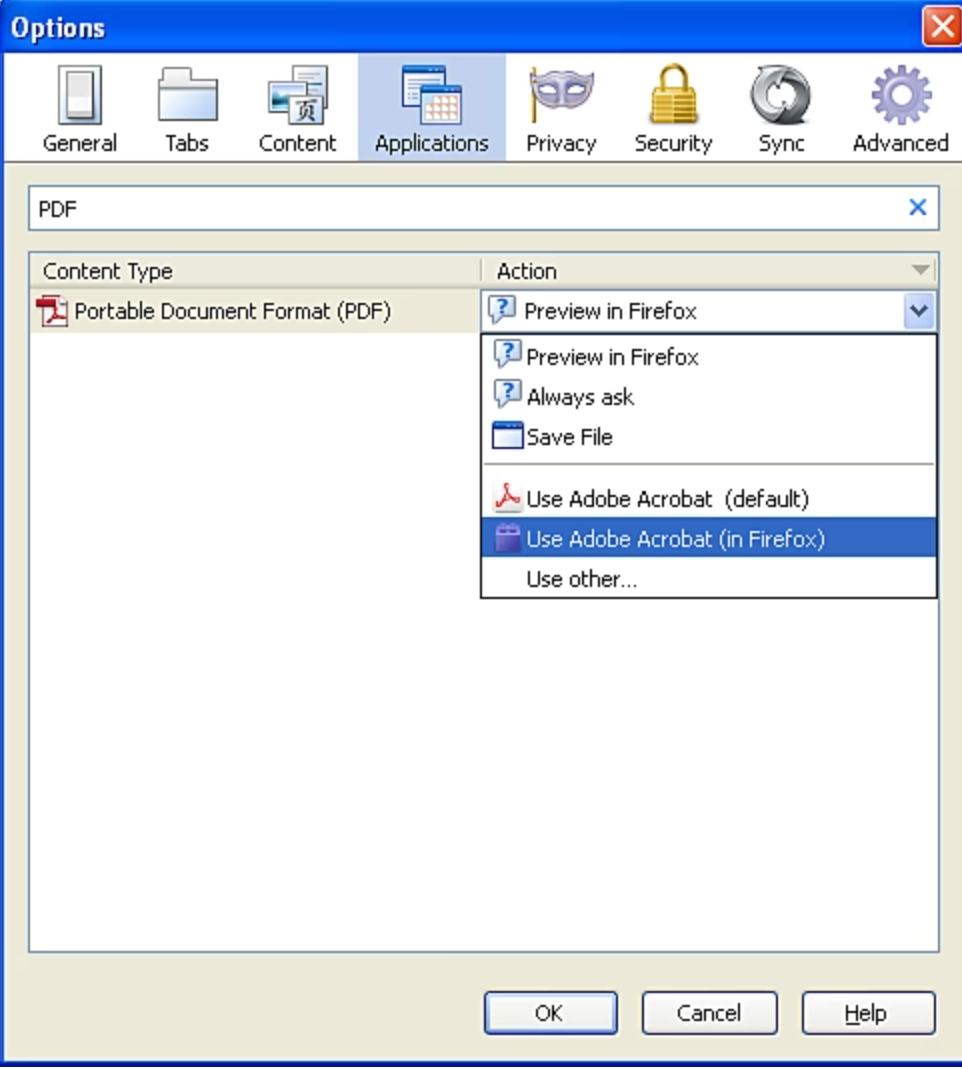 Options
页
General Tabs Content Applications Privacy Security Sync Advanced
PDF
Content Type Action
Portable Document Format (PDF) Preview in Firefox
Preview in Firefox
Always ask
Save File
Use Adobe Acrobat (default)
Use Adobe Acrobat (in Firefox)
Use other...
OK Cancel Help